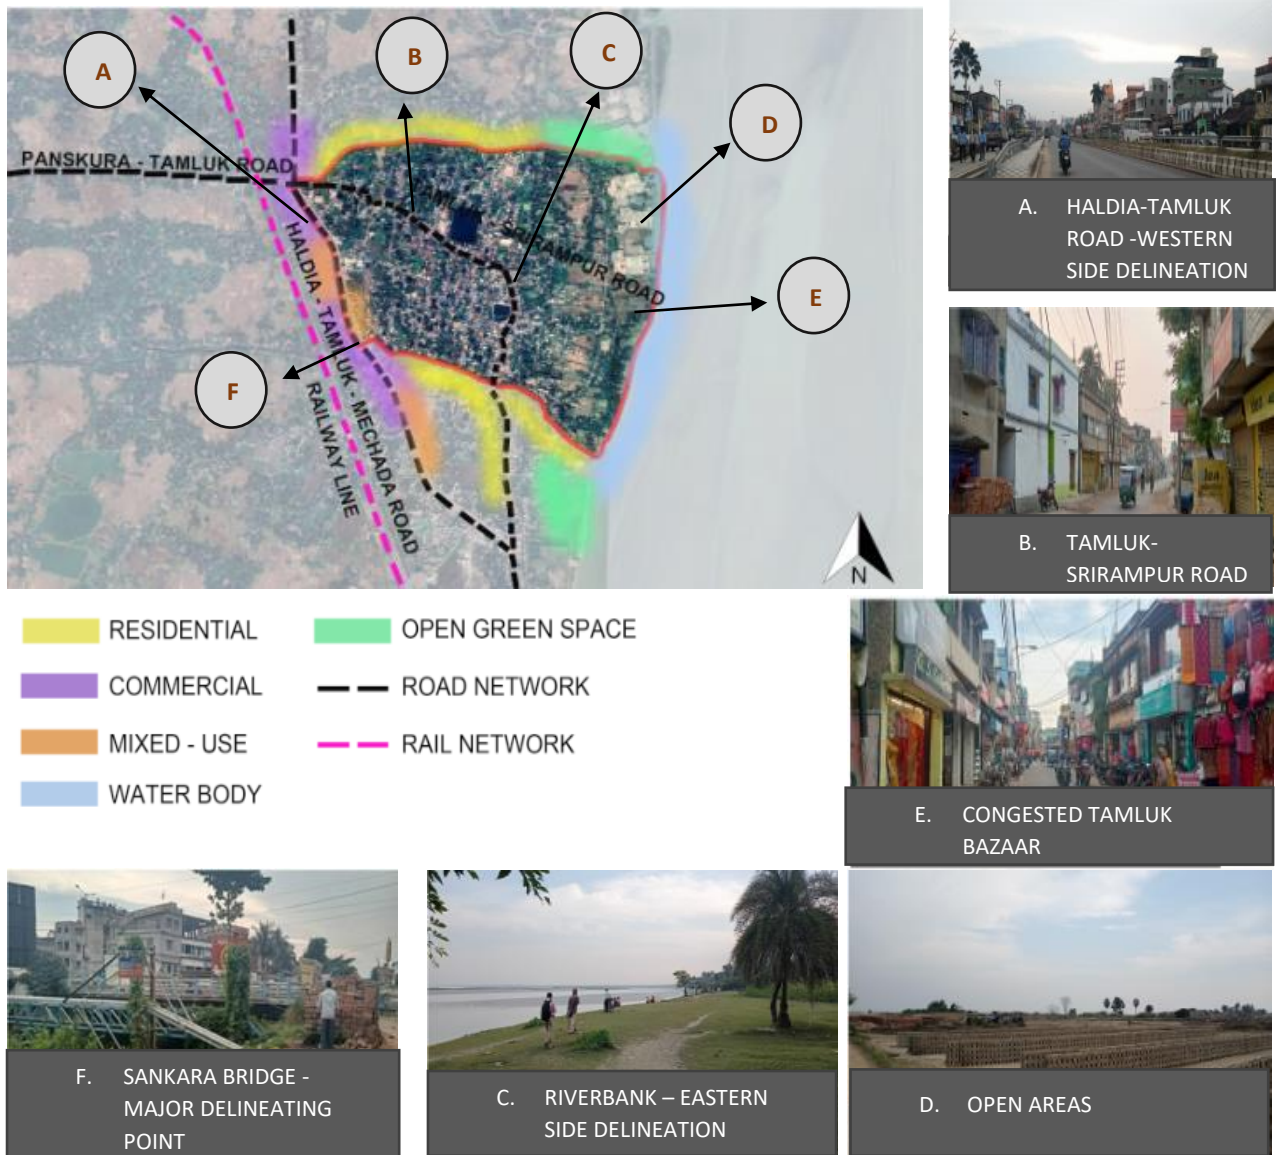 A
B
C
D
E
F
PANSKURA - TAMLUK ROAD
SRIRAMPUR ROAD
HALDIA - TAMLUK - MECHADA ROAD
RAILWAY LINE
N
A. HALDIA-TAMLUK
ROAD -WESTERN
SIDE DELINEATION
B. TAMLUK-
SRIRAMPUR ROAD
RESIDENTIAL
COMMERCIAL
MIXED - USE
WATER BODY
OPEN GREEN SPACE
ROAD NETWORK
RAIL NETWORK
E. CONGESTED TAMLUK
BAZAAR
F. SANKARA BRIDGE -
MAJOR DELINEATING
POINT
C. RIVERBANK – EASTERN
SIDE DELINEATION
D. OPEN AREAS